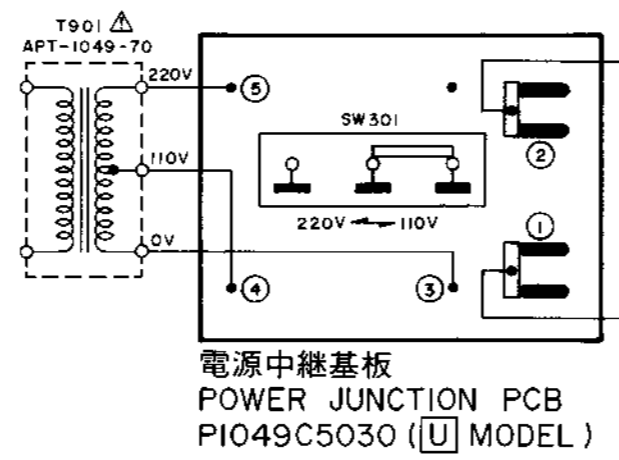 T901 ⚠
APT-1049-70
220V
⑤
SW301
②
110V
220V ⟷ 110V
①
0V
④
③
電源中継基板
POWER JUNCTION PCB
P1049C5030 (U MODEL)